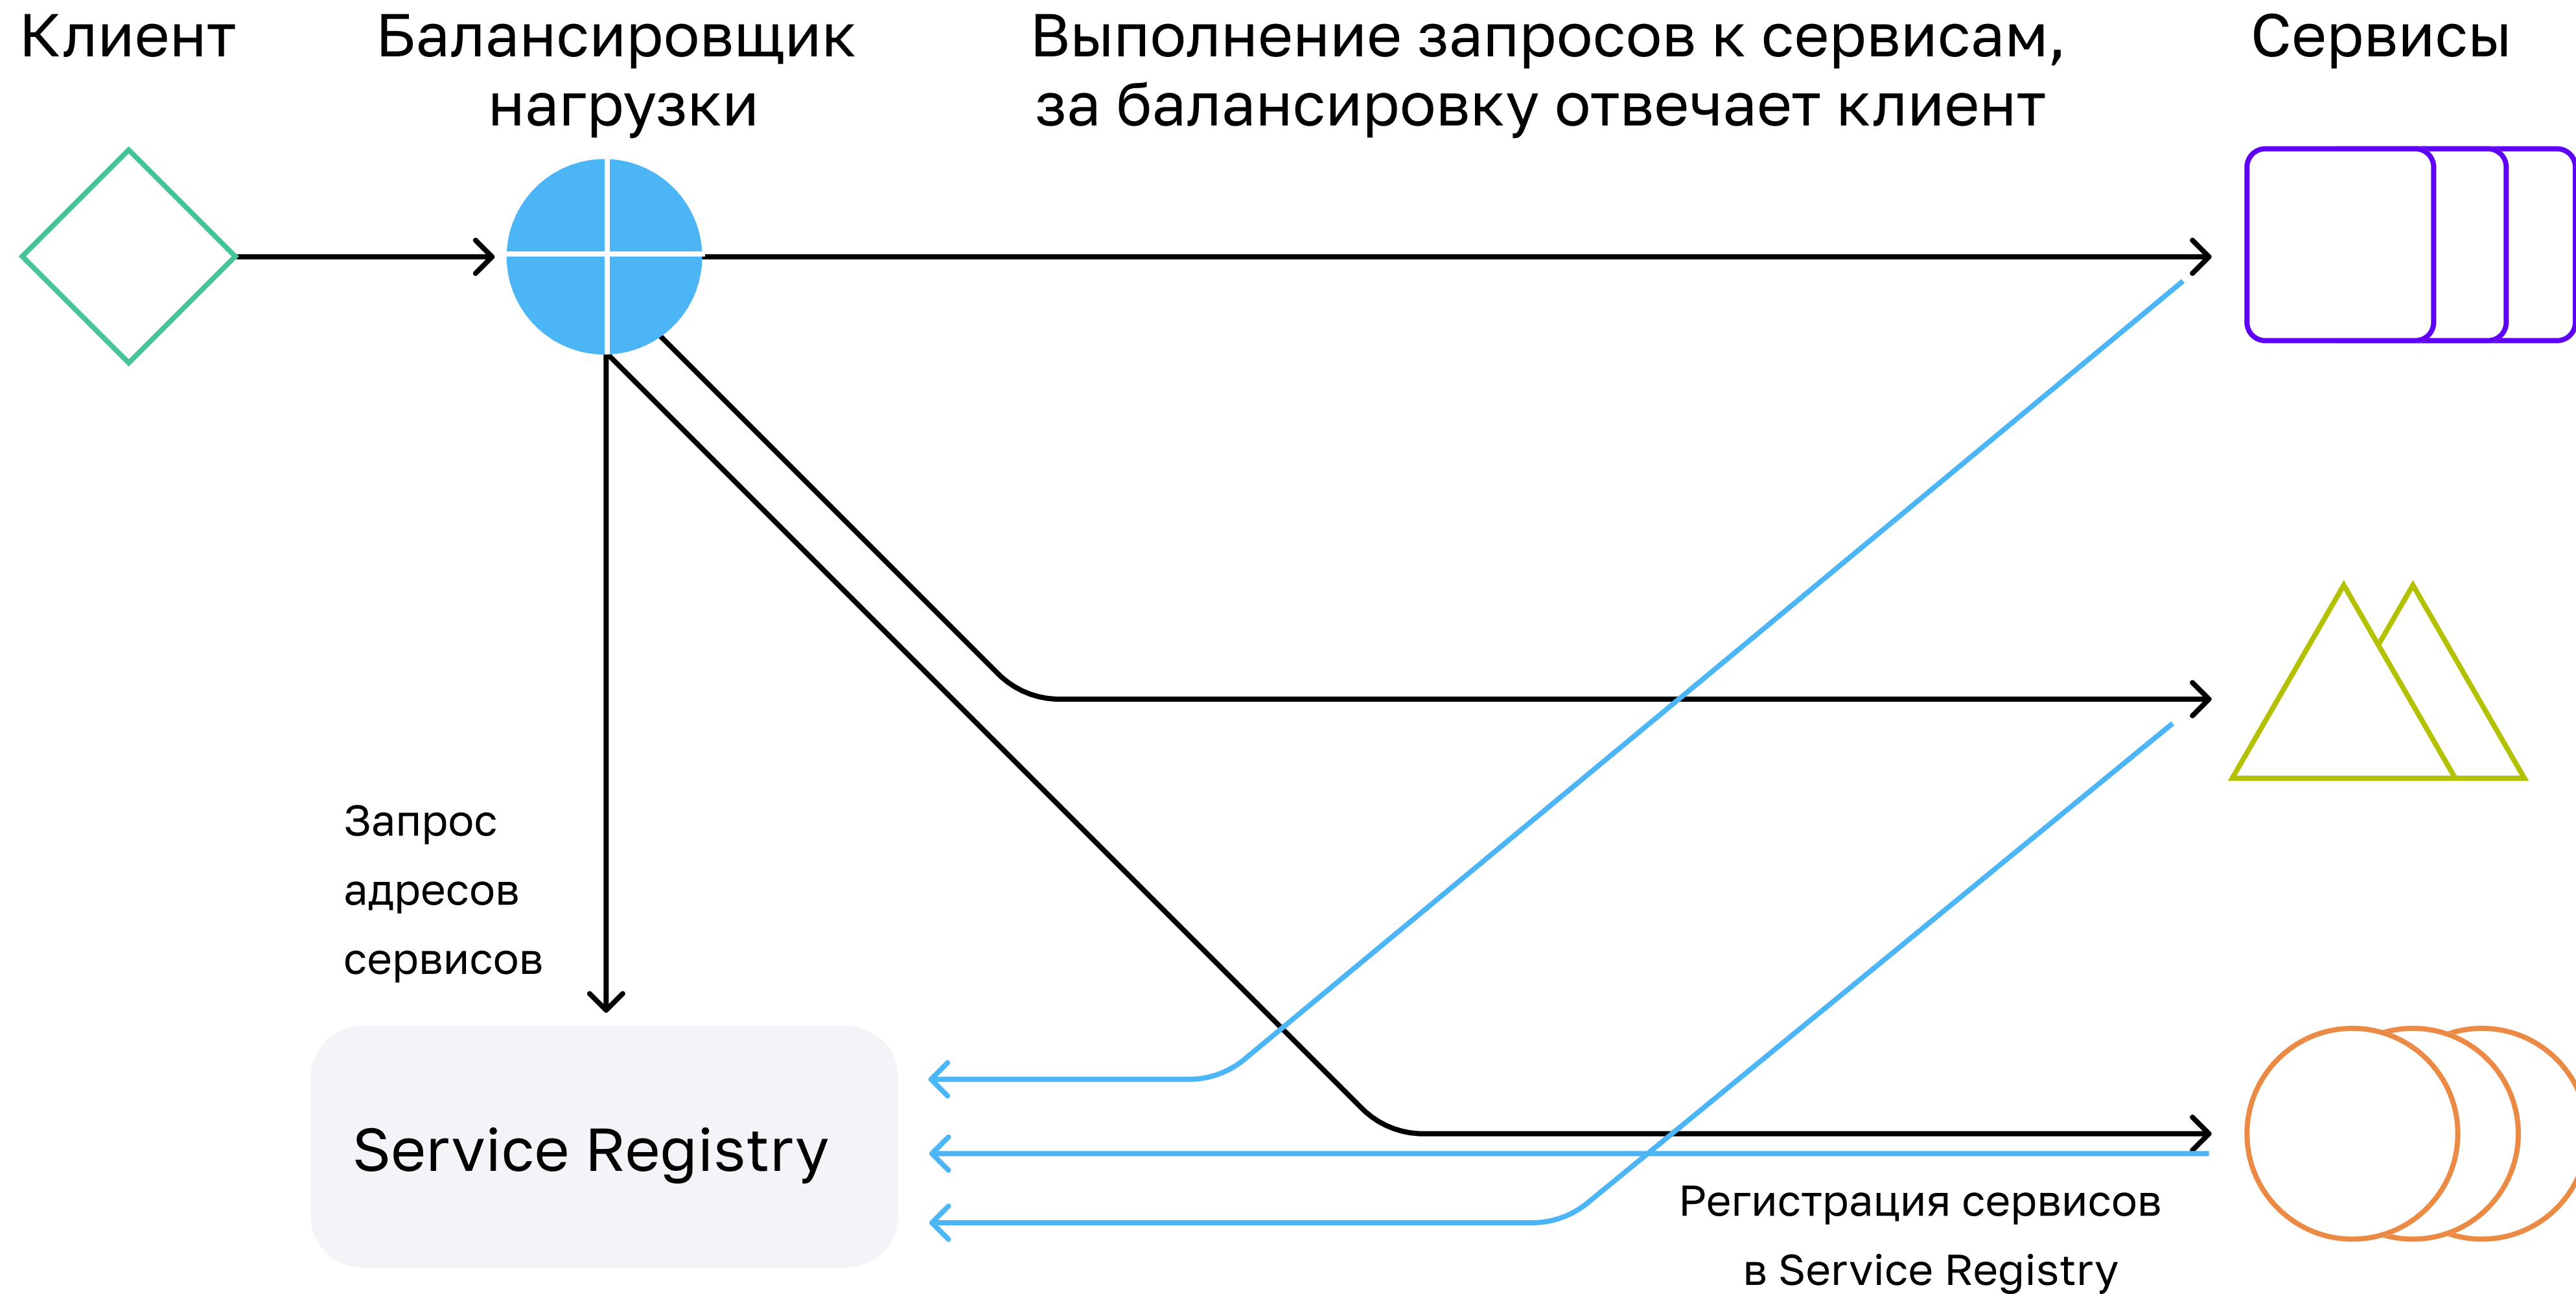 Клиент
Балансировщик
нагрузки
Выполнение запросов к сервисам,
за балансировку отвечает клиент
Сервисы
Запрос
адресов
сервисов
Service Registry
Регистрация сервисов
в Service Registry